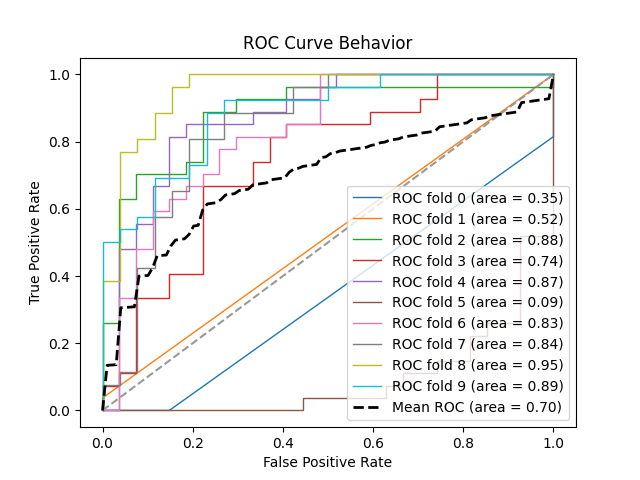 ROC Curve Behavior
True Positive Rate
1.0
0.8
0.6
0.4
0.2
0.0
ROC fold 0 (area = 0.35)
ROC fold 1 (area = 0.52)
ROC fold 2 (area = 0.88)
ROC fold 3 (area = 0.74)
ROC fold 4 (area = 0.87)
ROC fold 5 (area = 0.09)
ROC fold 6 (area = 0.83)
ROC fold 7 (area = 0.84)
ROC fold 8 (area = 0.95)
ROC fold 9 (area = 0.89)
Mean ROC (area = 0.70)
0.0 0.2 0.4 0.6 0.8 1.0
False Positive Rate